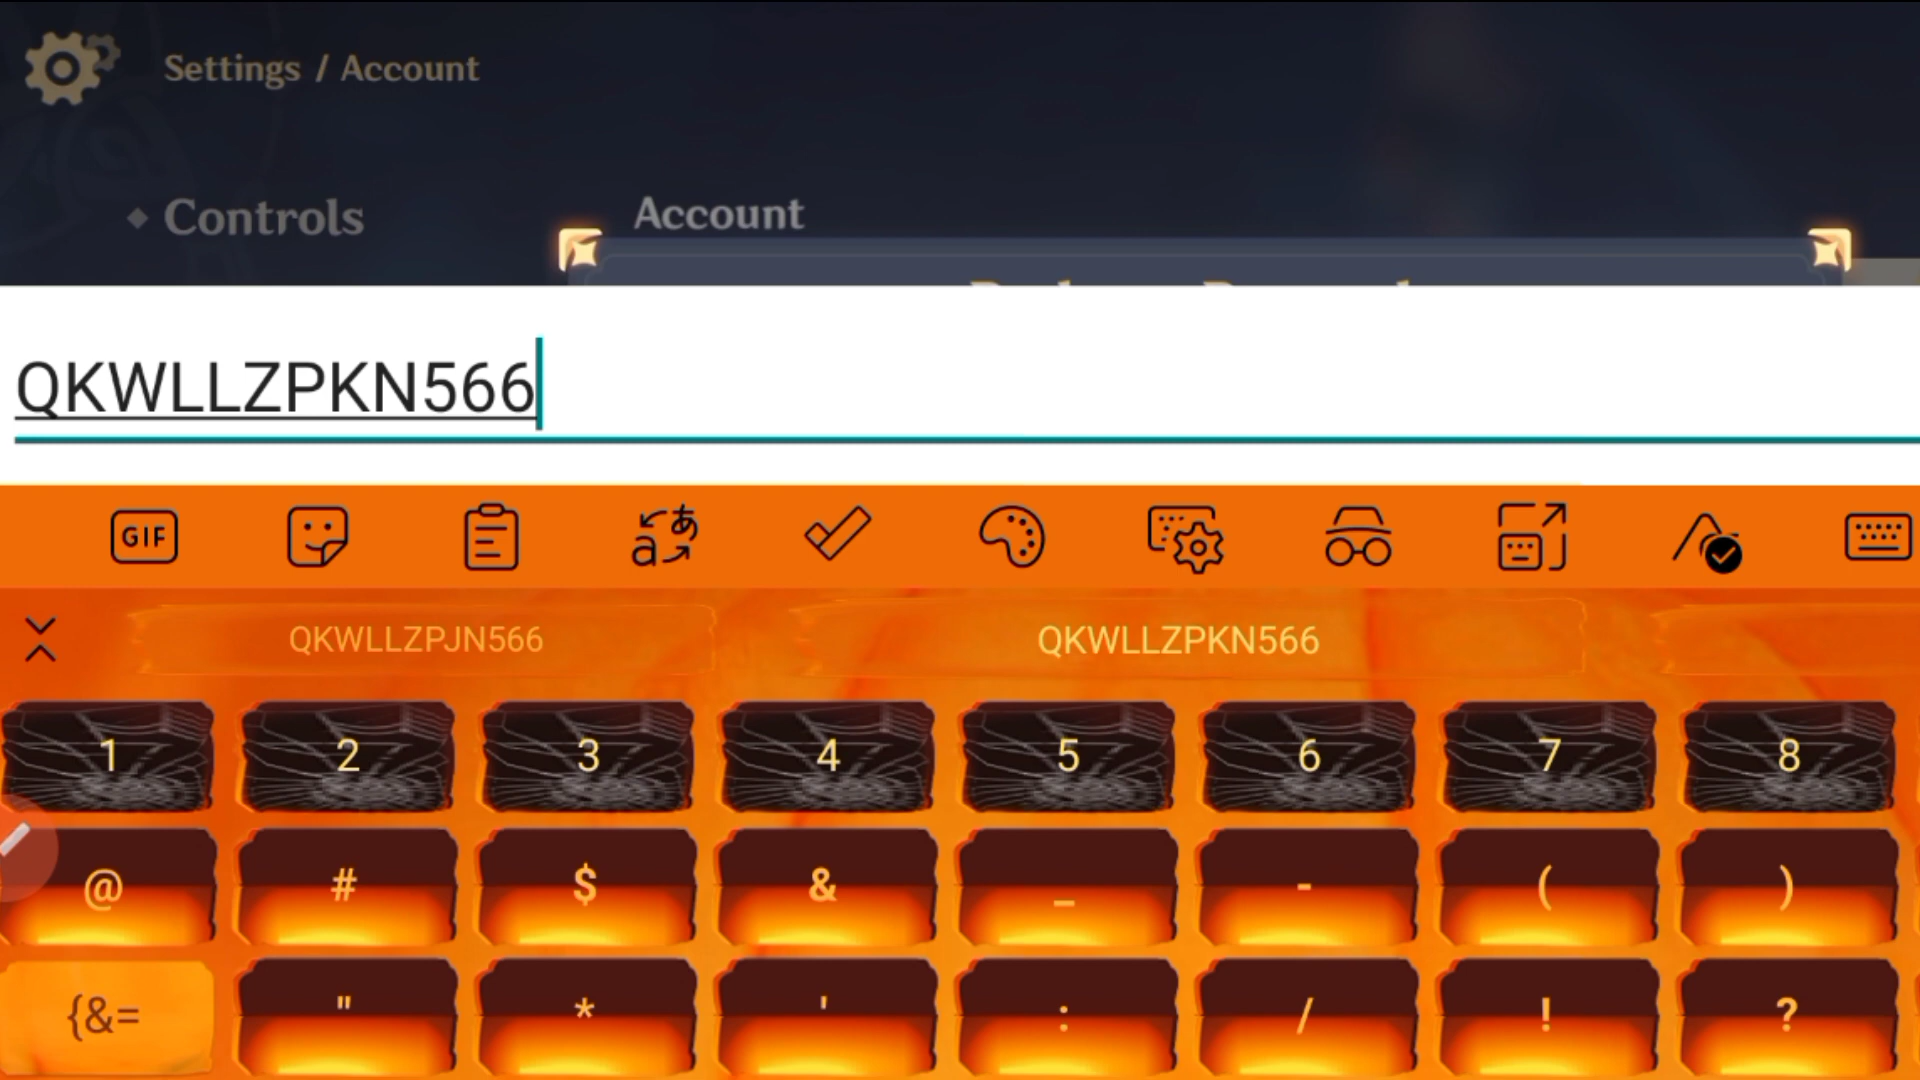 Settings / Account
Controls
Account
QKWLLZPKN566
GIF
QKWLLZPJN566 QKWLLZPKN566
1 2 3 4 5 6 7 8
@ # $ & _ - ( )
{&= " * ' : / ! ?